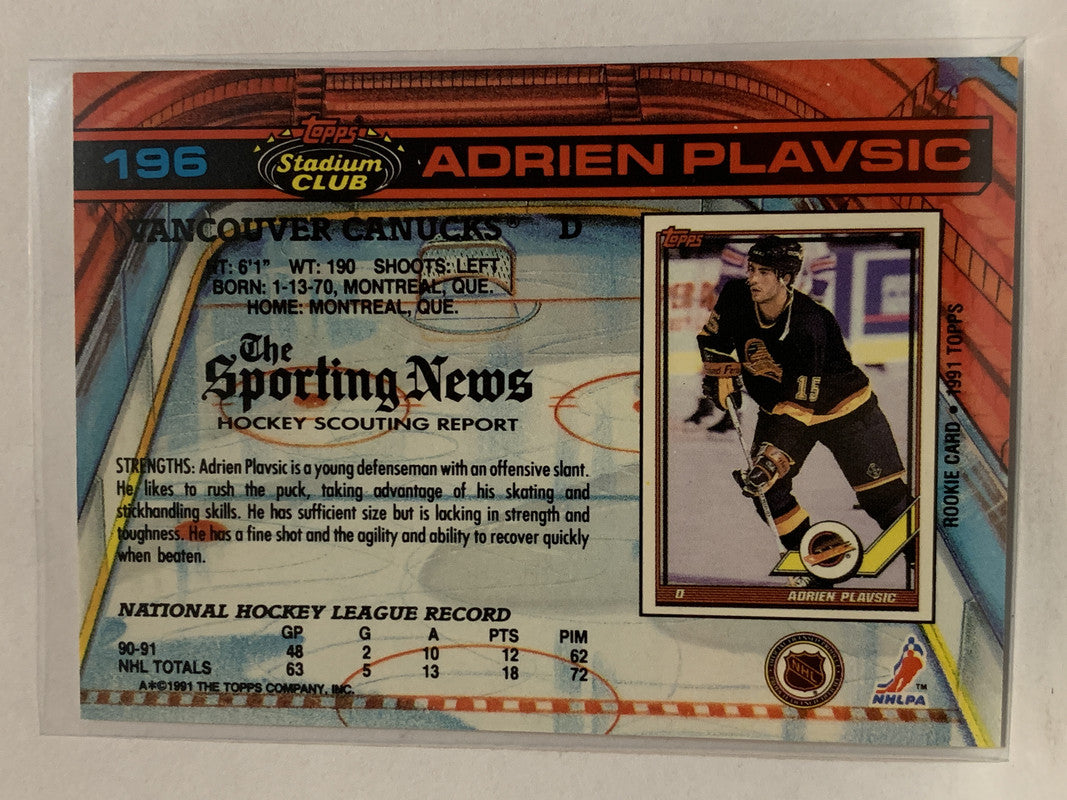 196
Topps
Stadium
CLUB
ADRIEN PLAVSIC
VANCOUVER CANUCKS® D
HT: 6'1" WT: 190 SHOOTS: LEFT
BORN: 1-13-70, MONTREAL, QUE.
HOME: MONTREAL, QUE.
The
Sporting News
HOCKEY SCOUTING REPORT
STRENGTHS: Adrien Plavsic is a young defenseman with an offensive slant.
He likes to rush the puck, taking advantage of his skating and
stickhandling skills. He has sufficient size but is lacking in strength and
toughness. He has a fine shot and the agility and ability to recover quickly
when beaten.
NATIONAL HOCKEY LEAGUE RECORD
GP G A PTS PIM
90-91 48 2 10 12 62
NHL TOTALS 63 5 13 18 72
A*©1991 THE TOPPS COMPANY, INC.
Topps
15
D ADRIEN PLAVSIC
ROOKIE CARD • 1991 TOPPS
NHL
NHLPA
TM